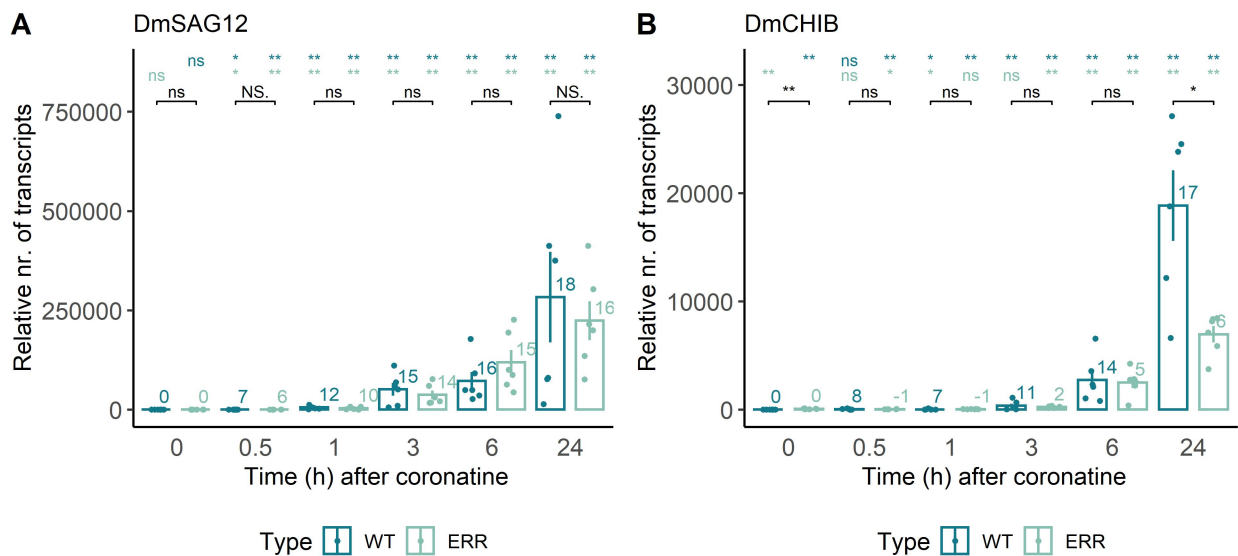 A DmSAG12
ns * ** ** ** ** ** ** ** ** **
ns * ** ** ** ** ** ** ** ** **
ns NS. ns ns ns NS.
750000
500000
250000
0
Relative nr. of transcripts
0 0 7 6 12 10 15 14 16 15 18 16
0 0.5 1 3 6 24
Time (h) after coronatine
Type WT ERR
B DmCHIB
** ns ** * ** ** ** ** ** ** **
** ns * * ns ns ** ** ** ** **
** ns ns ns ns *
30000
20000
10000
0
Relative nr. of transcripts
0 0 8 -1 7 -1 11 2 14 5 17 6
0 0.5 1 3 6 24
Time (h) after coronatine
Type WT ERR